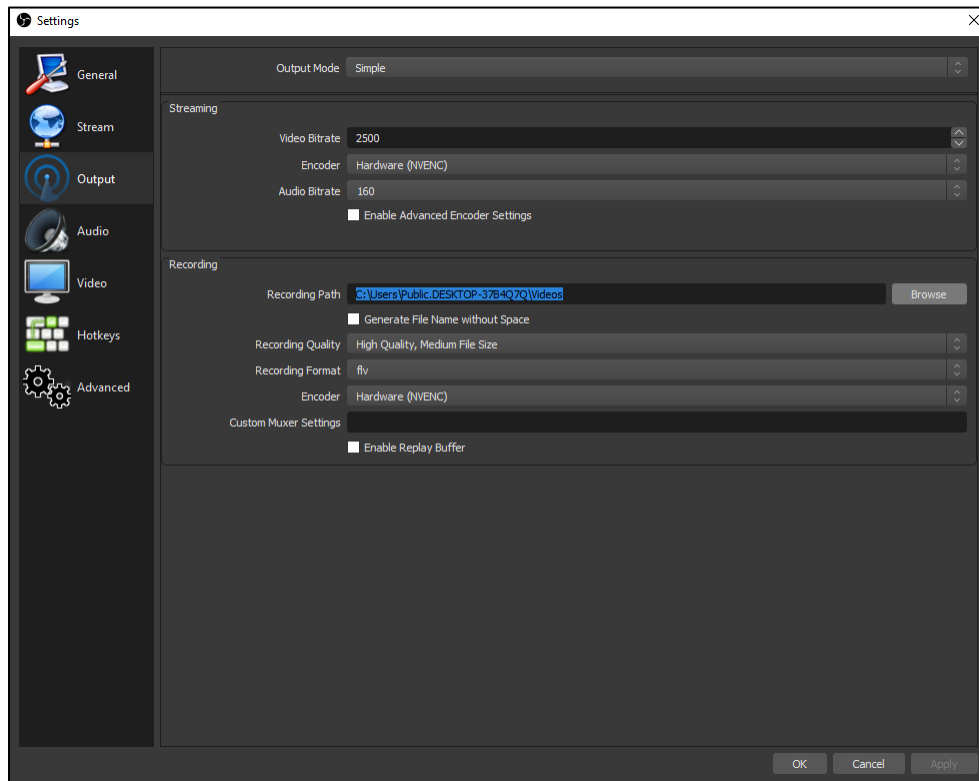 Settings
General
Stream
Output
Audio
Video
Hotkeys
Advanced
Output Mode Simple
Streaming
Video Bitrate 2500
Encoder Hardware (NVENC)
Audio Bitrate 160
Enable Advanced Encoder Settings
Recording
Recording Path C:\Users\Public.DESKTOP-37B4Q7Q\Videos Browse
Generate File Name without Space
Recording Quality High Quality, Medium File Size
Recording Format flv
Encoder Hardware (NVENC)
Custom Muxer Settings
Enable Replay Buffer
OK Cancel Apply